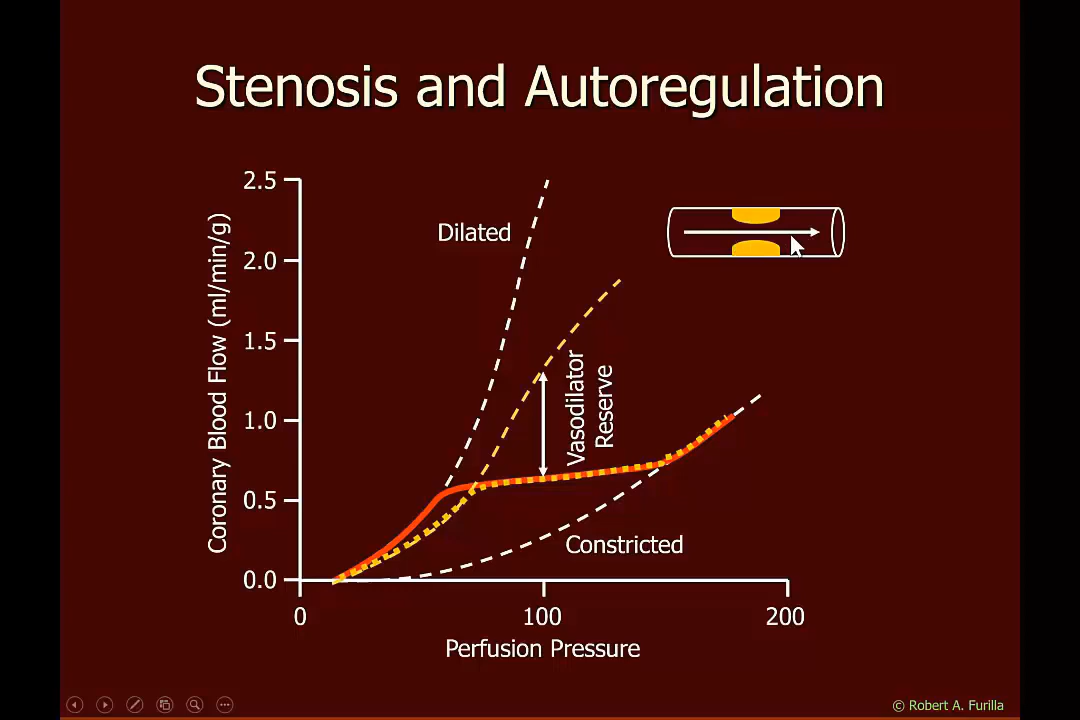 Stenosis and Autoregulation
Coronary Blood Flow (ml/min/g)
2.5
2.0
1.5
1.0
0.5
0.0
Dilated
Vasodilator
Reserve
Constricted
0
100
200
Perfusion Pressure
© Robert A. Furilla